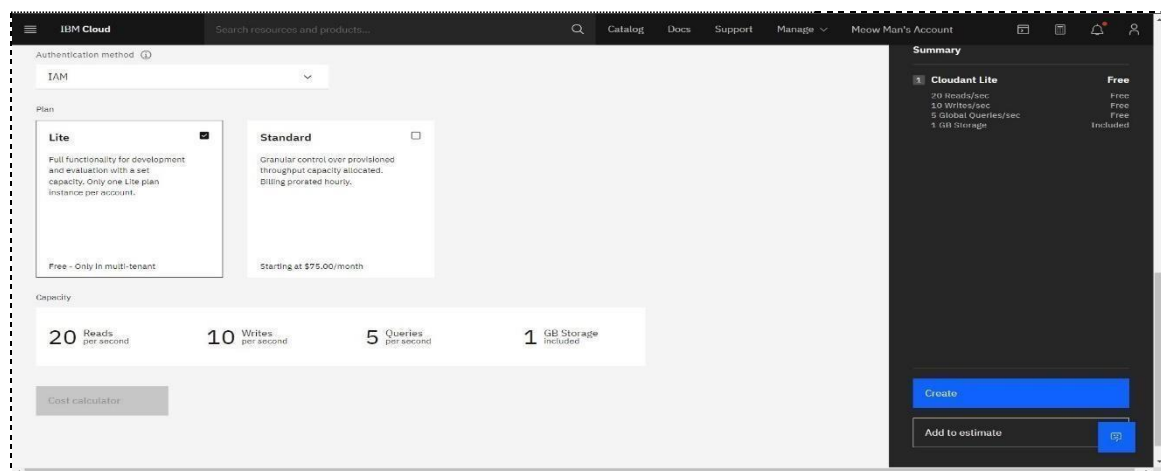 IBM Cloud
Search resources and products...
Catalog
Docs
Support
Manage
Meow Man's Account
Authentication method
IAM
Plan
Lite
Full functionality for development
and evaluation with a set
capacity. Only one Lite plan
instance per account.
Free - Only in multi-tenant
Standard
Granular control over provisioned
throughput capacity allocated.
Billing prorated hourly.
Starting at $75.00/month
Capacity
20 Reads
per second
10 Writes
per second
5 Queries
per second
1 GB Storage
included
Cost calculator
Summary
1 Cloudant Lite Free
20 Reads/sec Free
10 Writes/sec Free
5 Global Queries/sec Free
1 GB Storage Included
Create
Add to estimate